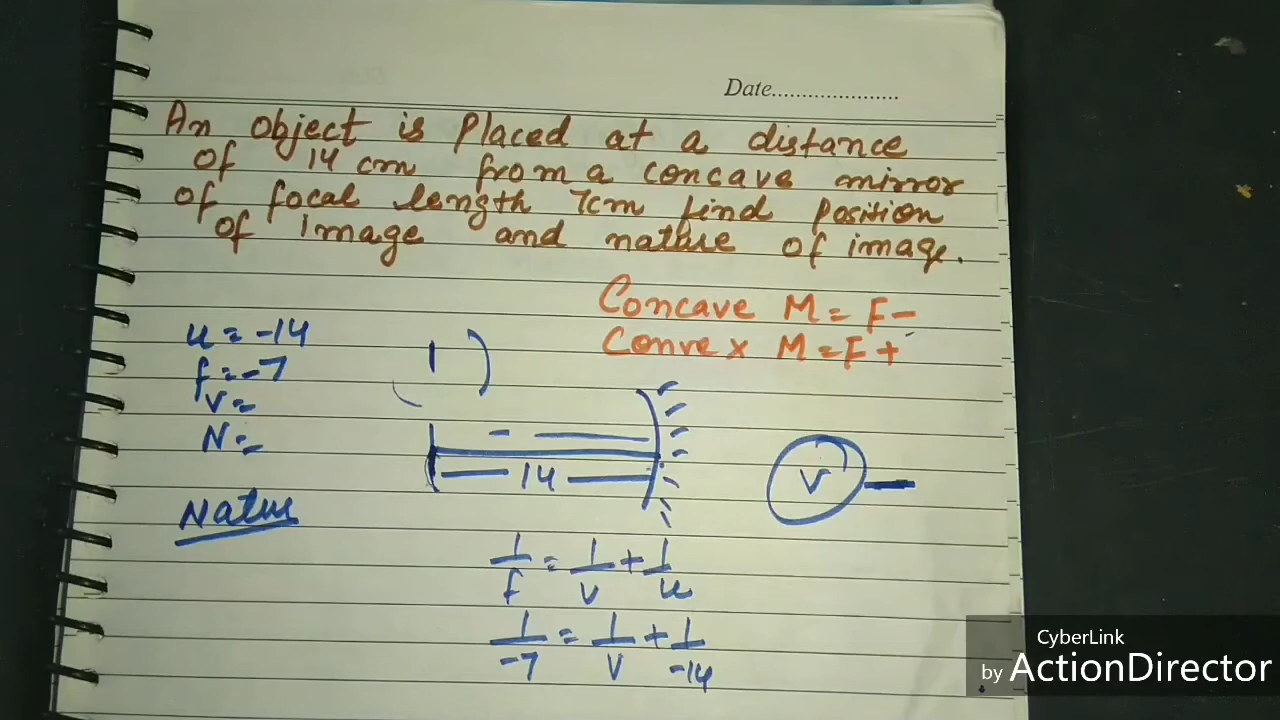 Date....................
An object is placed at a distance
of 14 cm from a concave mirror
of focal length 7cm find position
of image and nature of image.
Concave M = F-
Convex M = F +
u = -14
f = -7
v =
N =
- 14 -
v
Nature
1/f = 1/v + 1/u
1/-7 = 1/v + 1/-14
CyberLink
by ActionDirector